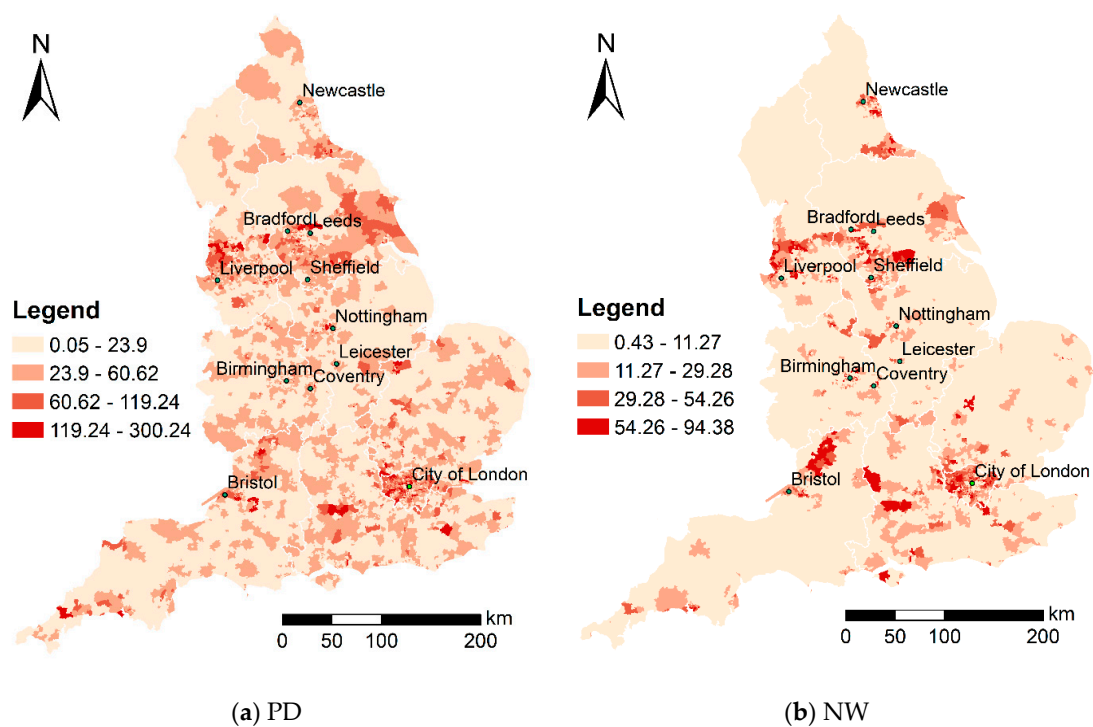 N
Newcastle
Bradford Leeds
Liverpool
Sheffield
Legend
Nottingham
0.05 - 23.9
Leicester
23.9 - 60.62
Birmingham
Coventry
60.62 - 119.24
119.24 - 300.24
City of London
Bristol
km
0 50 100 200
(a) PD
N
Newcastle
Bradford Leeds
Liverpool
Sheffield
Legend
Nottingham
0.43 - 11.27
Leicester
11.27 - 29.28
Birmingham
Coventry
29.28 - 54.26
54.26 - 94.38
City of London
Bristol
km
0 50 100 200
(b) NW